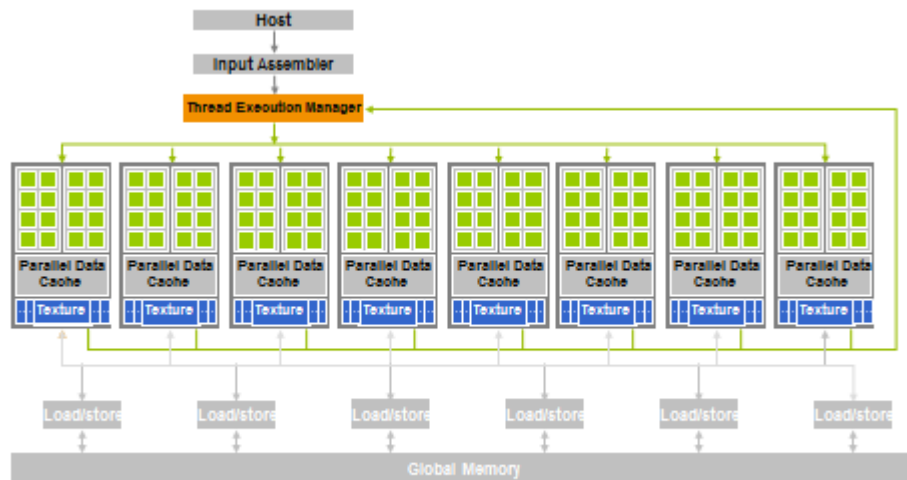 Host
Input Assembler
Thread Execution Manager
Parallel Data Cache
Parallel Data Cache
Parallel Data Cache
Parallel Data Cache
Parallel Data Cache
Parallel Data Cache
Parallel Data Cache
Parallel Data Cache
Texture
Texture
Texture
Texture
Texture
Texture
Texture
Texture
Load/store
Load/store
Load/store
Load/store
Load/store
Load/store
Global Memory